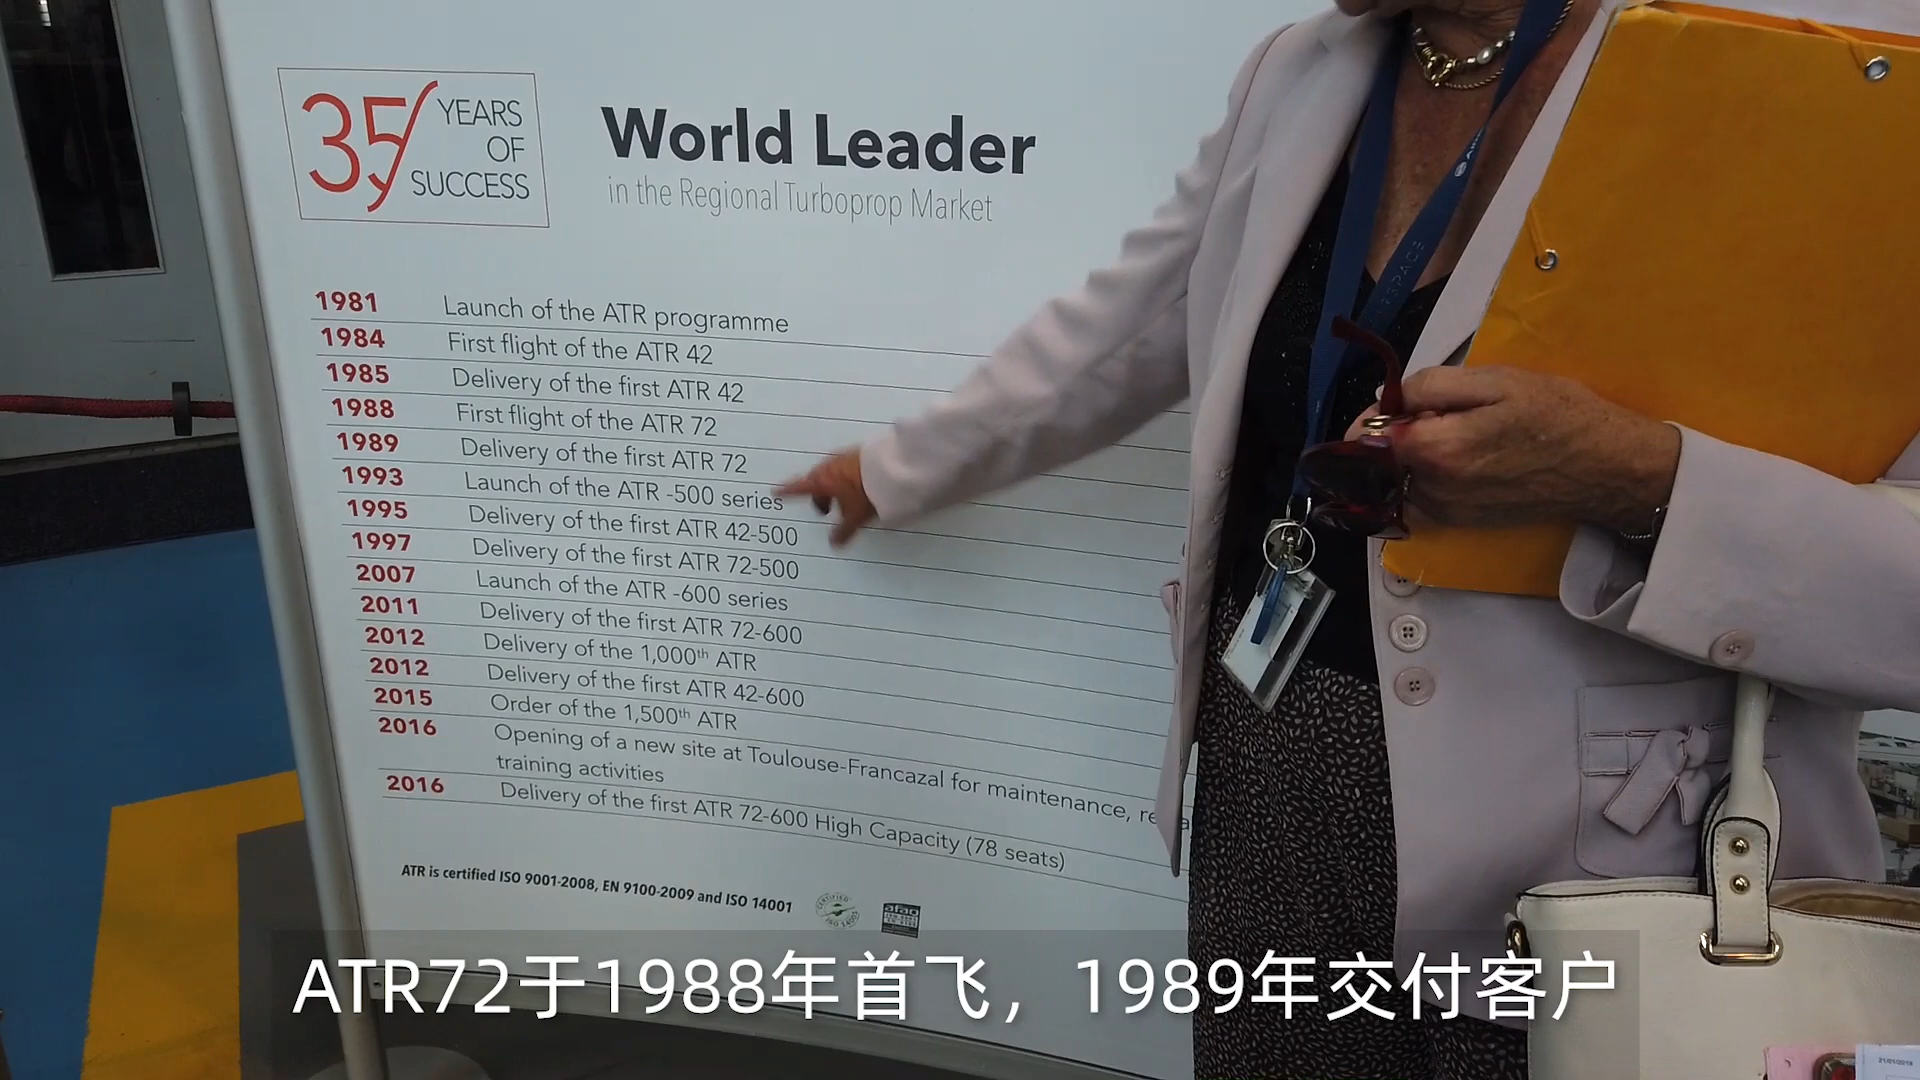 35 YEARS
OF
SUCCESS
World Leader
in the Regional Turboprop Market
1981 Launch of the ATR programme
1984 First flight of the ATR 42
1985 Delivery of the first ATR 42
1988 First flight of the ATR 72
1989 Delivery of the first ATR 72
1993 Launch of the ATR -500 series
1995 Delivery of the first ATR 42-500
1997 Delivery of the first ATR 72-500
2007 Launch of the ATR -600 series
2011 Delivery of the first ATR 72-600
2012 Delivery of the 1,000th ATR
2012 Delivery of the first ATR 42-600
2015 Order of the 1,500th ATR
2016 Opening of a new site at Toulouse-Francazal for maintenance,
training activities
2016 Delivery of the first ATR 72-600 High Capacity (78 seats)
ATR is certified ISO 9001-2008, EN 9100-2009 and ISO 14001
afaq
ATR72于1988年首飞，1989年交付客户